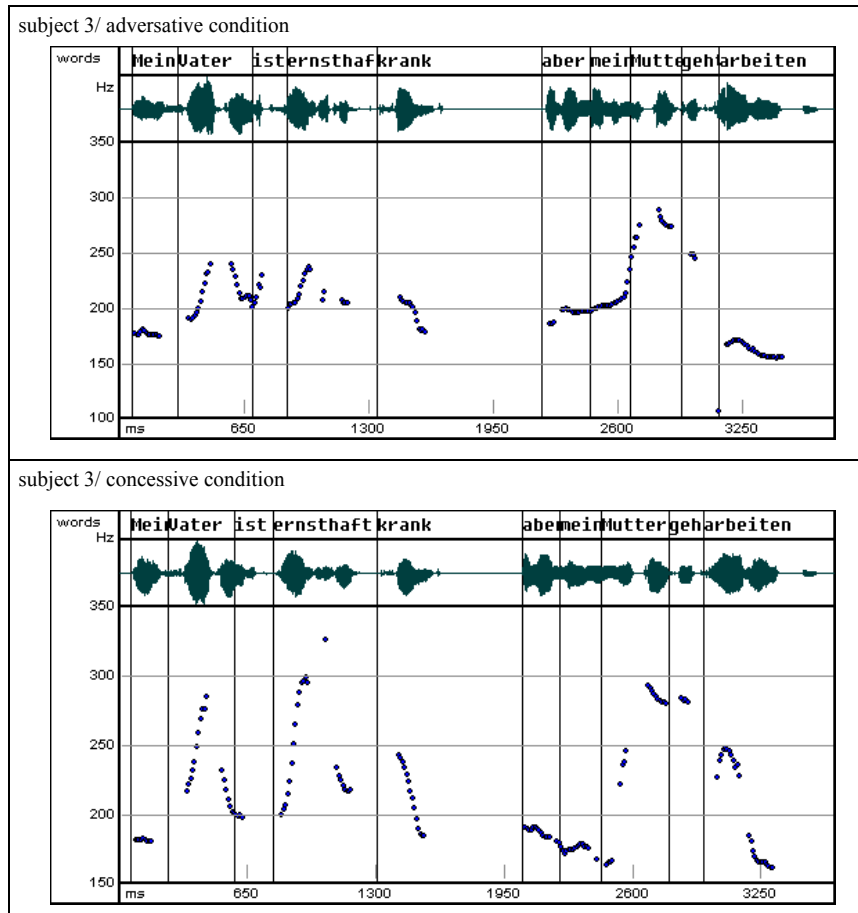 subject 3/ adversative condition
words Mein Vater ist ernsthaf krank aber mein Mutte geht arbeiten
Hz
350
300
250
200
150
100
ms 650 1300 1950 2600 3250
subject 3/ concessive condition
words Mein Vater ist ernsthaft krank aber mein Mutter geh arbeiten
Hz
350
300
250
200
150
ms 650 1300 1950 2600 3250